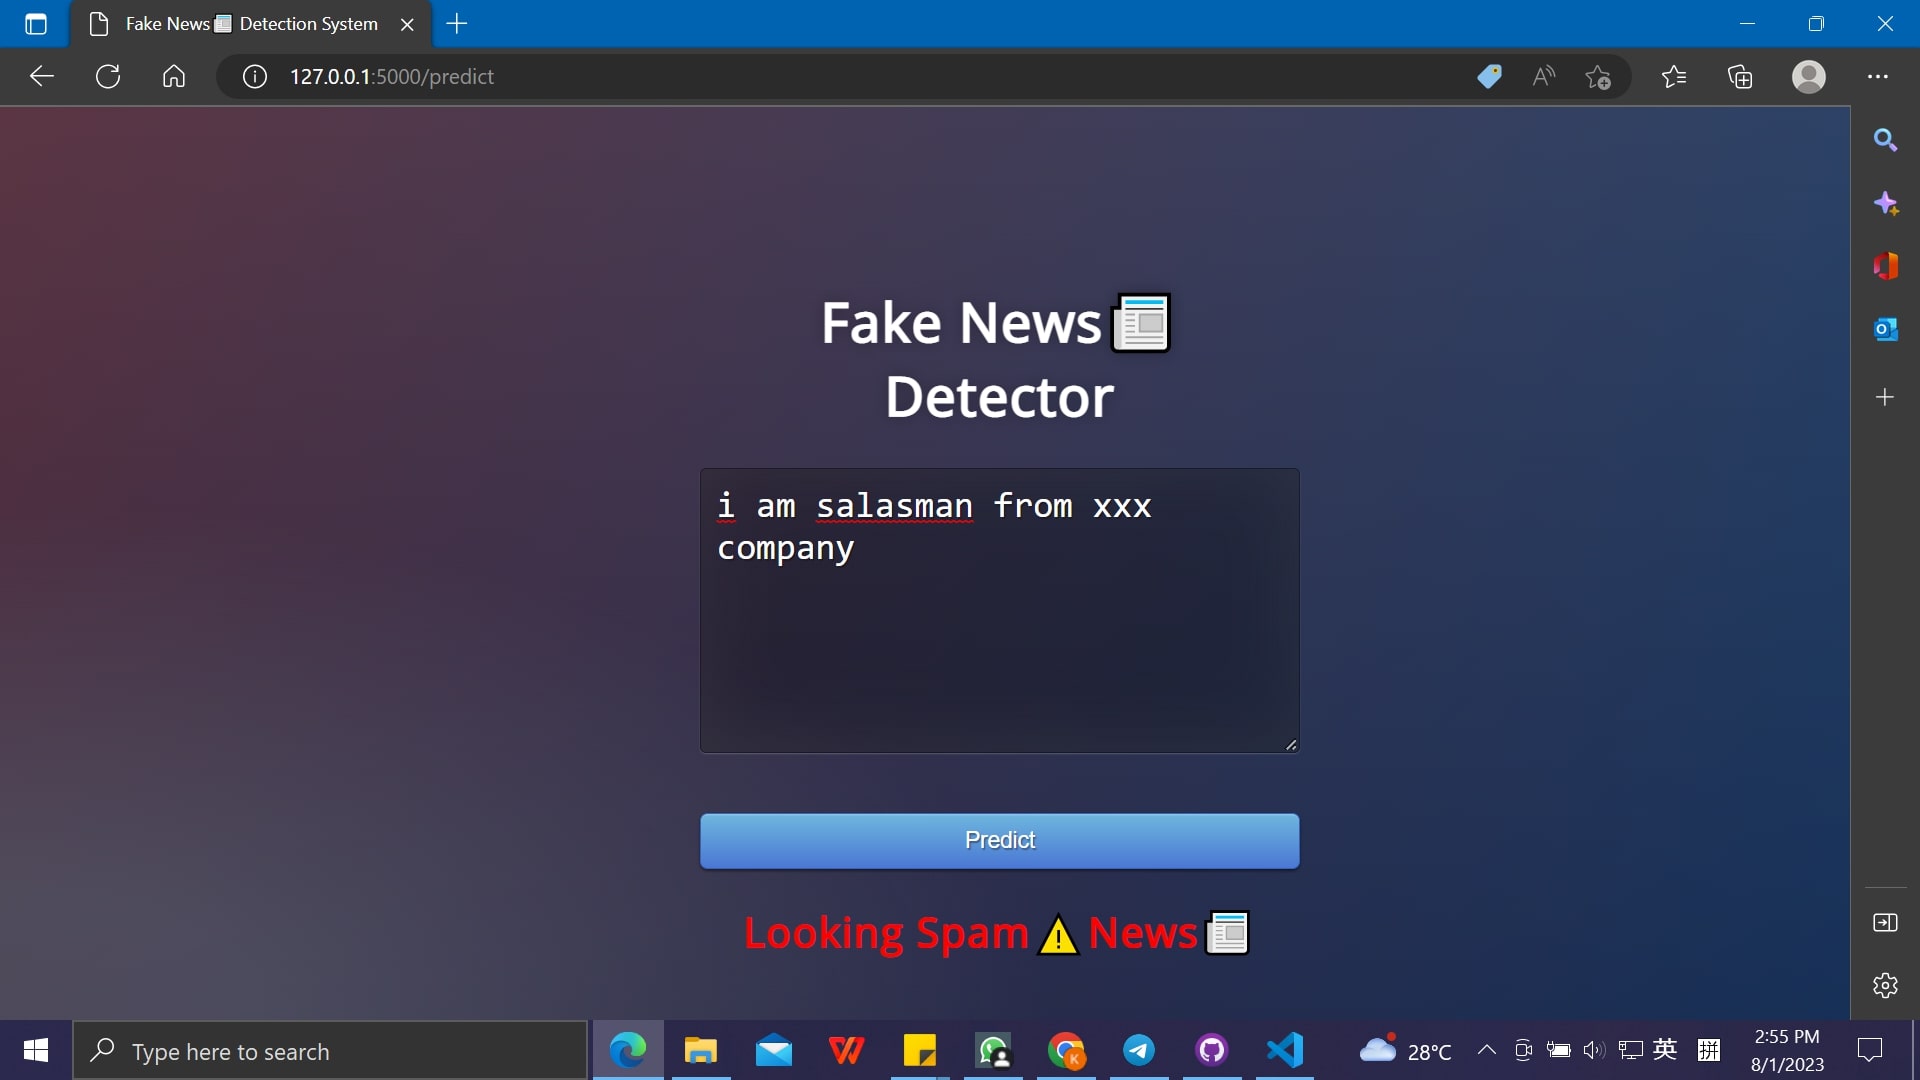 Fake News📰 Detection System
127.0.0.1:5000/predict
Fake News📰
Detector
i am salasman from xxx
company
Predict
Looking Spam⚠News📰
Type here to search
K
28°C
英
拼
2:55 PM
8/1/2023